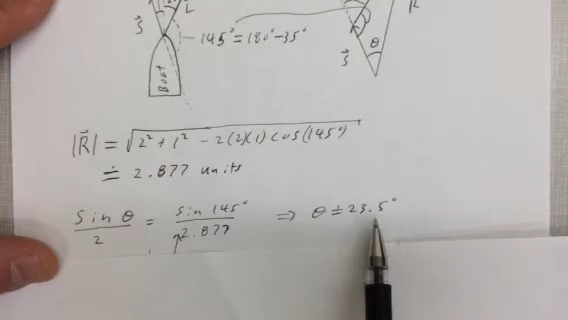 L
R
S
145° = 180° - 35°
S
θ
Boat
|R| = √2² + 1² - 2(2)(1) cos(145°)
≐ 2.877 units
Sin θ / 2 = Sin 145° / 2.877 ⇒ θ ≐ 23.5°